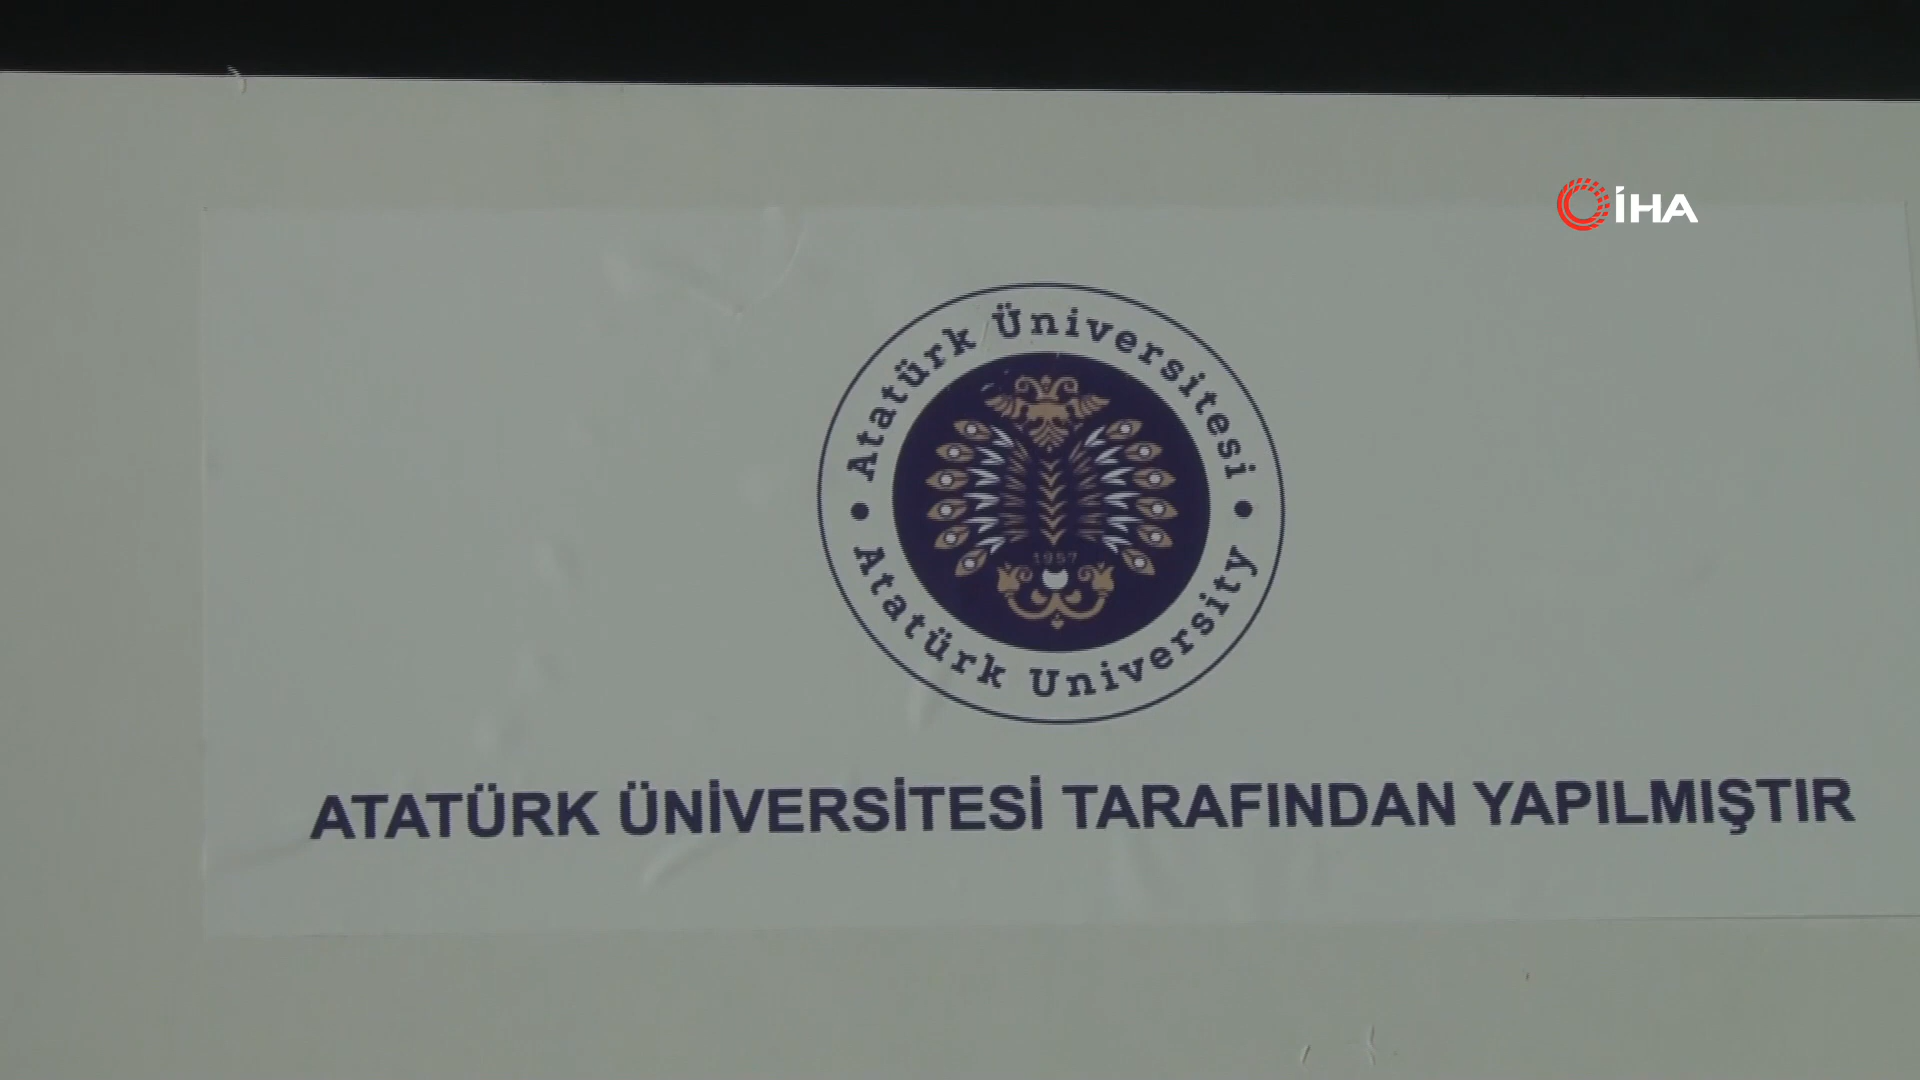 İHA
Atatürk Üniversitesi
1957
Atatürk University
ATATÜRK ÜNİVERSİTESİ TARAFINDAN YAPILMIŞTIR